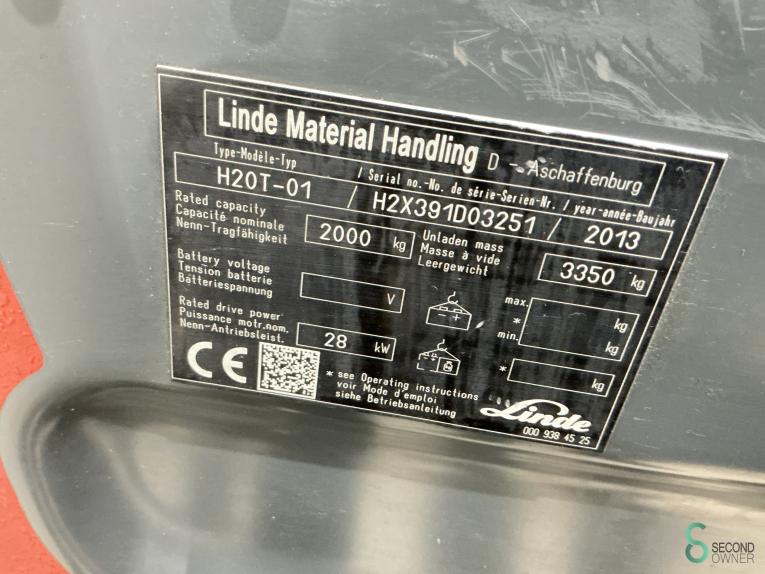 Linde Material Handling D - Aschaffenburg
Type-Modèle-Typ / Serial no.-No. de série-Serien-Nr. / year-année-Baujahr
H20T-01 / H2X391D03251 / 2013
Rated capacity
Capacité nominale
Nenn-Tragfähigkeit
2000 kg
Unladen mass
Masse à vide
Leergewicht
3350 kg
Battery voltage
Tension batterie
Batteriespannung
V
max.
*
min.
kg
kg
Rated drive power
Puissance motr.nom.
Nenn-Antriebsleist.
28 kW
*
kg
CE
* see Operating instructions
voir Mode d'emploi
siehe Betriebsanleitung
Linde
000 938 45 25
SECOND
OWNER